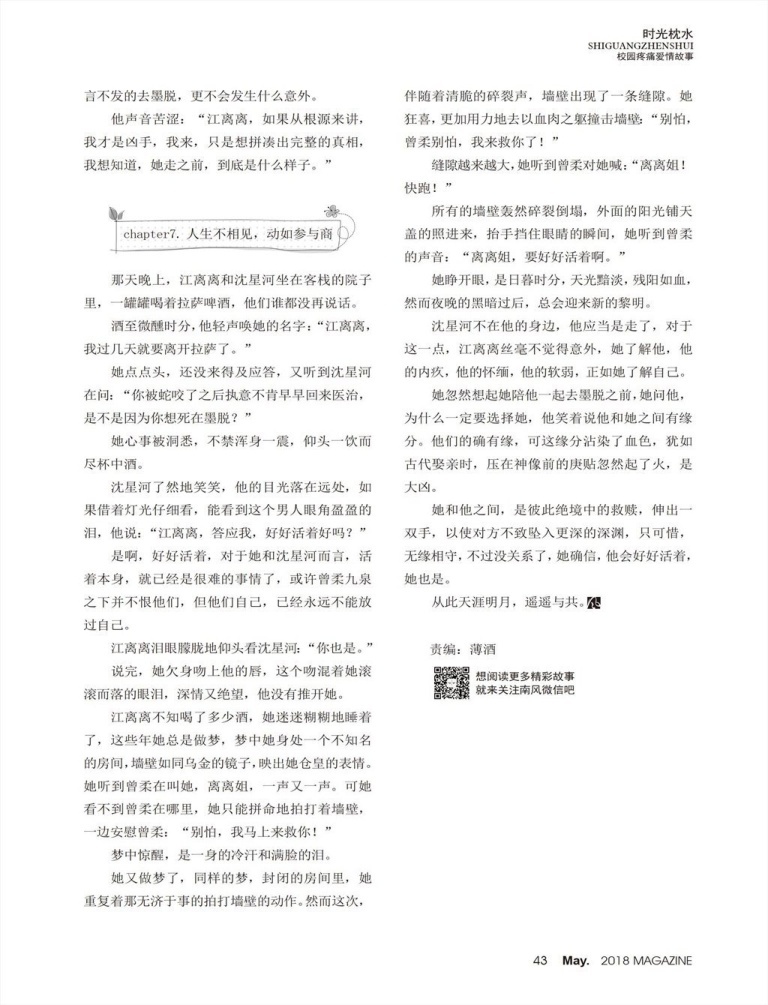 时光枕水
SHIGUANGZHENSHUI
校园疼痛爱情故事
言不发的去墨脱，更不会发生什么意外。
他声音苦涩：“江离离，如果从根源来讲，
我才是凶手，我来，只是想拼凑出完整的真相，
我想知道，她走之前，到底是什么样子。”
chapter7. 人生不相见，动如参与商
那天晚上，江离离和沈星河坐在客栈的院子
里，一罐罐喝着拉萨啤酒，他们谁都没再说话。
酒至微醺时分，他轻声唤她的名字：“江离离，
我过几天就要离开拉萨了。”
她点点头，还没来得及应答，又听到沈星河
在问：“你被蛇咬了之后执意不肯早早回来医治，
是不是因为你想死在墨脱？”
她心事被洞悉，不禁浑身一震，仰头一饮而
尽杯中酒。
沈星河了然地笑笑，他的目光落在远处，如
果借着灯光仔细看，能看到这个男人眼角盈盈的
泪，他说：“江离离，答应我，好好活着好吗？”
是啊，好好活着，对于她和沈星河而言，活
着本身，就已经是很难的事情了，或许曾柔九泉
之下并不恨他们，但他们自己，已经永远不能放
过自己。
江离离泪眼朦胧地仰头看沈星河：“你也是。”
说完，她欠身吻上他的唇，这个吻混着她滚
滚而落的眼泪，深情又绝望，他没有推开她。
江离离不知喝了多少酒，她迷迷糊糊地睡着
了，这些年她总是做梦，梦中她身处一个不知名
的房间，墙壁如同乌金的镜子，映出她仓皇的表情。
她听到曾柔在叫她，离离姐，一声又一声。可她
看不到曾柔在哪里，她只能拼命地拍打着墙壁，
一边安慰曾柔：“别怕，我马上来救你！”
梦中惊醒，是一身的冷汗和满脸的泪。
她又做梦了，同样的梦，封闭的房间里，她
重复着那无济于事的拍打墙壁的动作。然而这次，
伴随着清脆的碎裂声，墙壁出现了一条缝隙。她
狂喜，更加用力地去以血肉之躯撞击墙壁：“别怕，
曾柔别怕，我来救你了！”
缝隙越来越大，她听到曾柔对她喊：“离离姐！
快跑！”
所有的墙壁轰然碎裂倒塌，外面的阳光铺天
盖的照进来，抬手挡住眼睛的瞬间，她听到曾柔
的声音：“离离姐，要好好活着啊。”
她睁开眼，是日暮时分，天光黯淡，残阳如血，
然而夜晚的黑暗过后，总会迎来新的黎明。
沈星河不在他的身边，他应当是走了，对于
这一点，江离离丝毫不觉得意外，她了解他，他
的内疚，他的怀缅，他的软弱，正如她了解自己。
她忽然想起她陪他一起去墨脱之前，她问他，
为什么一定要选择她，他笑着说他和她之间有缘
分。他们的确有缘，可这缘分沾染了血色，犹如
古代娶亲时，压在神像前的庚贴忽然起了火，是
大凶。
她和他之间，是彼此绝境中的救赎，伸出一
双手，以使对方不致坠入更深的深渊，只可惜，
无缘相守，不过没关系了，她确信，他会好好活着，
她也是。
从此天涯明月，遥遥与共。
责编：薄酒
想阅读更多精彩故事
就来关注南风微信吧
43 May. 2018 MAGAZINE